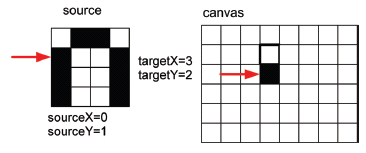 source
canvas
targetX=3
targetY=2
sourceX=0
sourceY=1